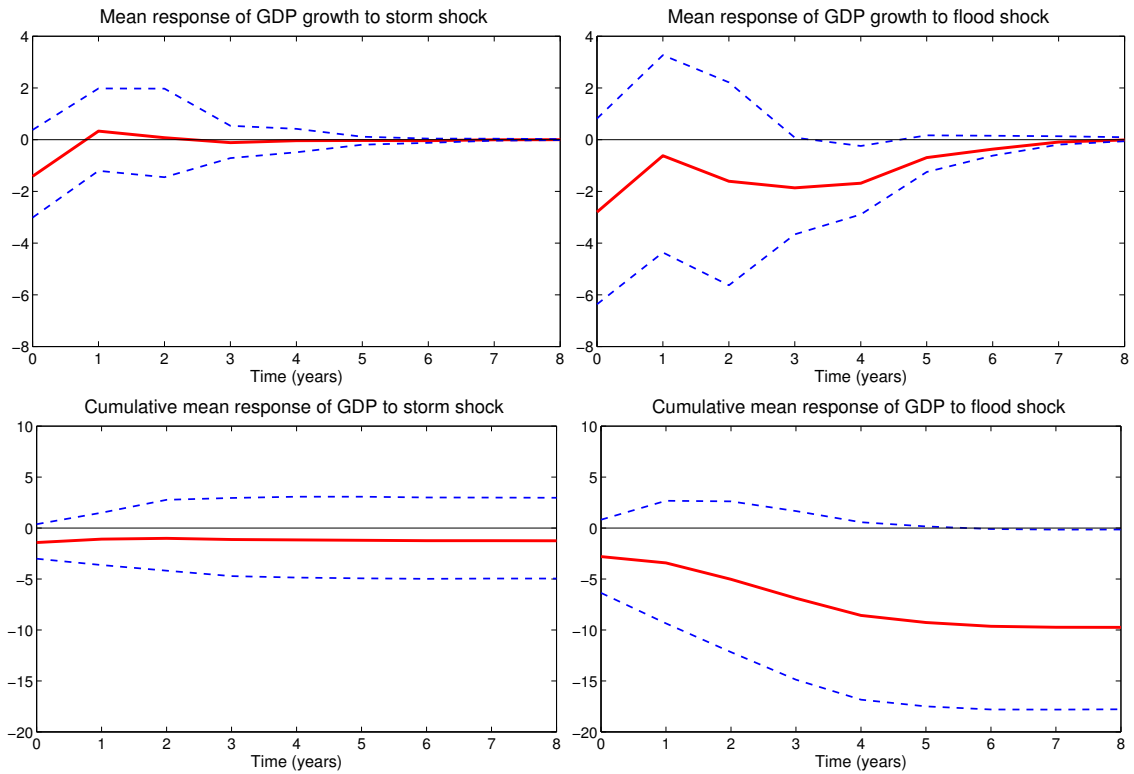 Mean response of GDP growth to storm shock
4
2
0
−2
−4
−6
−8
0 1 2 3 4 5 6 7 8
Time (years)
Mean response of GDP growth to flood shock
4
2
0
−2
−4
−6
−8
0 1 2 3 4 5 6 7 8
Time (years)
Cumulative mean response of GDP to storm shock
10
5
0
−5
−10
−15
−20
0 1 2 3 4 5 6 7 8
Time (years)
Cumulative mean response of GDP to flood shock
10
5
0
−5
−10
−15
−20
0 1 2 3 4 5 6 7 8
Time (years)